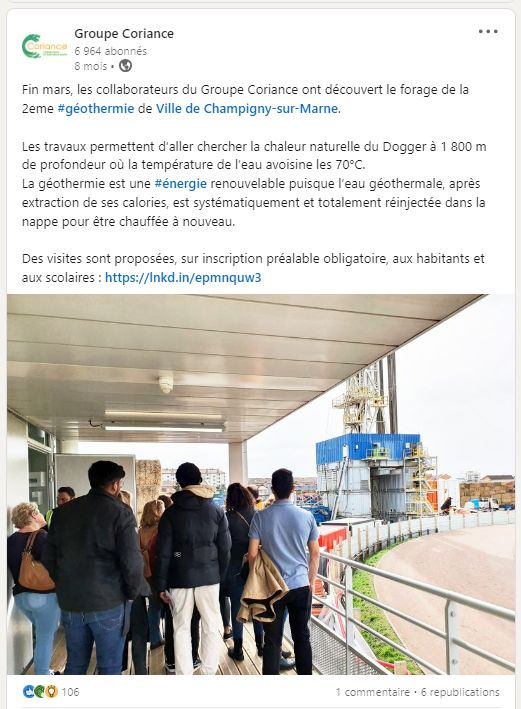 Coriance
Groupe Coriance
6 964 abonnés
8 mois •
Fin mars, les collaborateurs du Groupe Coriance ont découvert le forage de la
2eme #géothermie de Ville de Champigny-sur-Marne.
Les travaux permettent d'aller chercher la chaleur naturelle du Dogger à 1 800 m
de profondeur où la température de l'eau avoisine les 70°C.
La géothermie est une #énergie renouvelable puisque l'eau géothermale, après
extraction de ses calories, est systématiquement et totalement réinjectée dans la
nappe pour être chauffée à nouveau.
Des visites sont proposées, sur inscription préalable obligatoire, aux habitants et
aux scolaires : https://lnkd.in/epmnquw3
106
1 commentaire • 6 republications